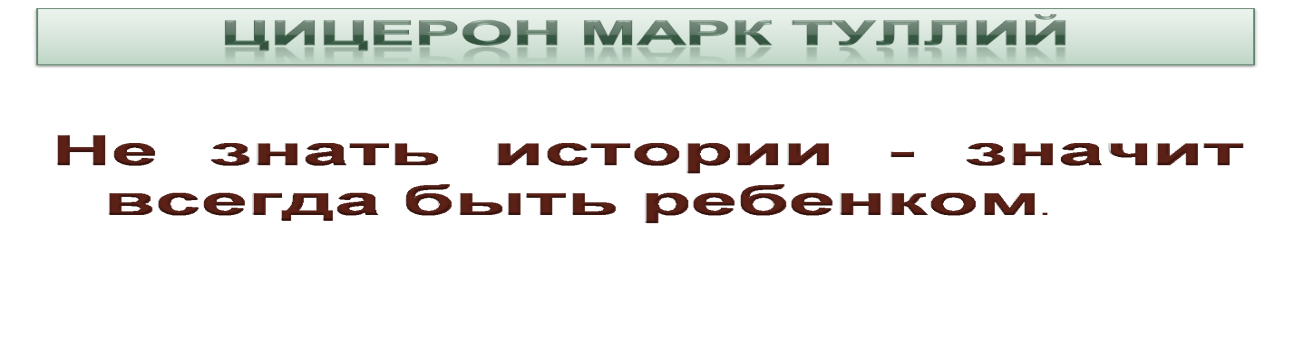 ЦИЦЕРОН МАРК ТУЛЛИЙ
Не знать истории - значит
всегда быть ребенком.